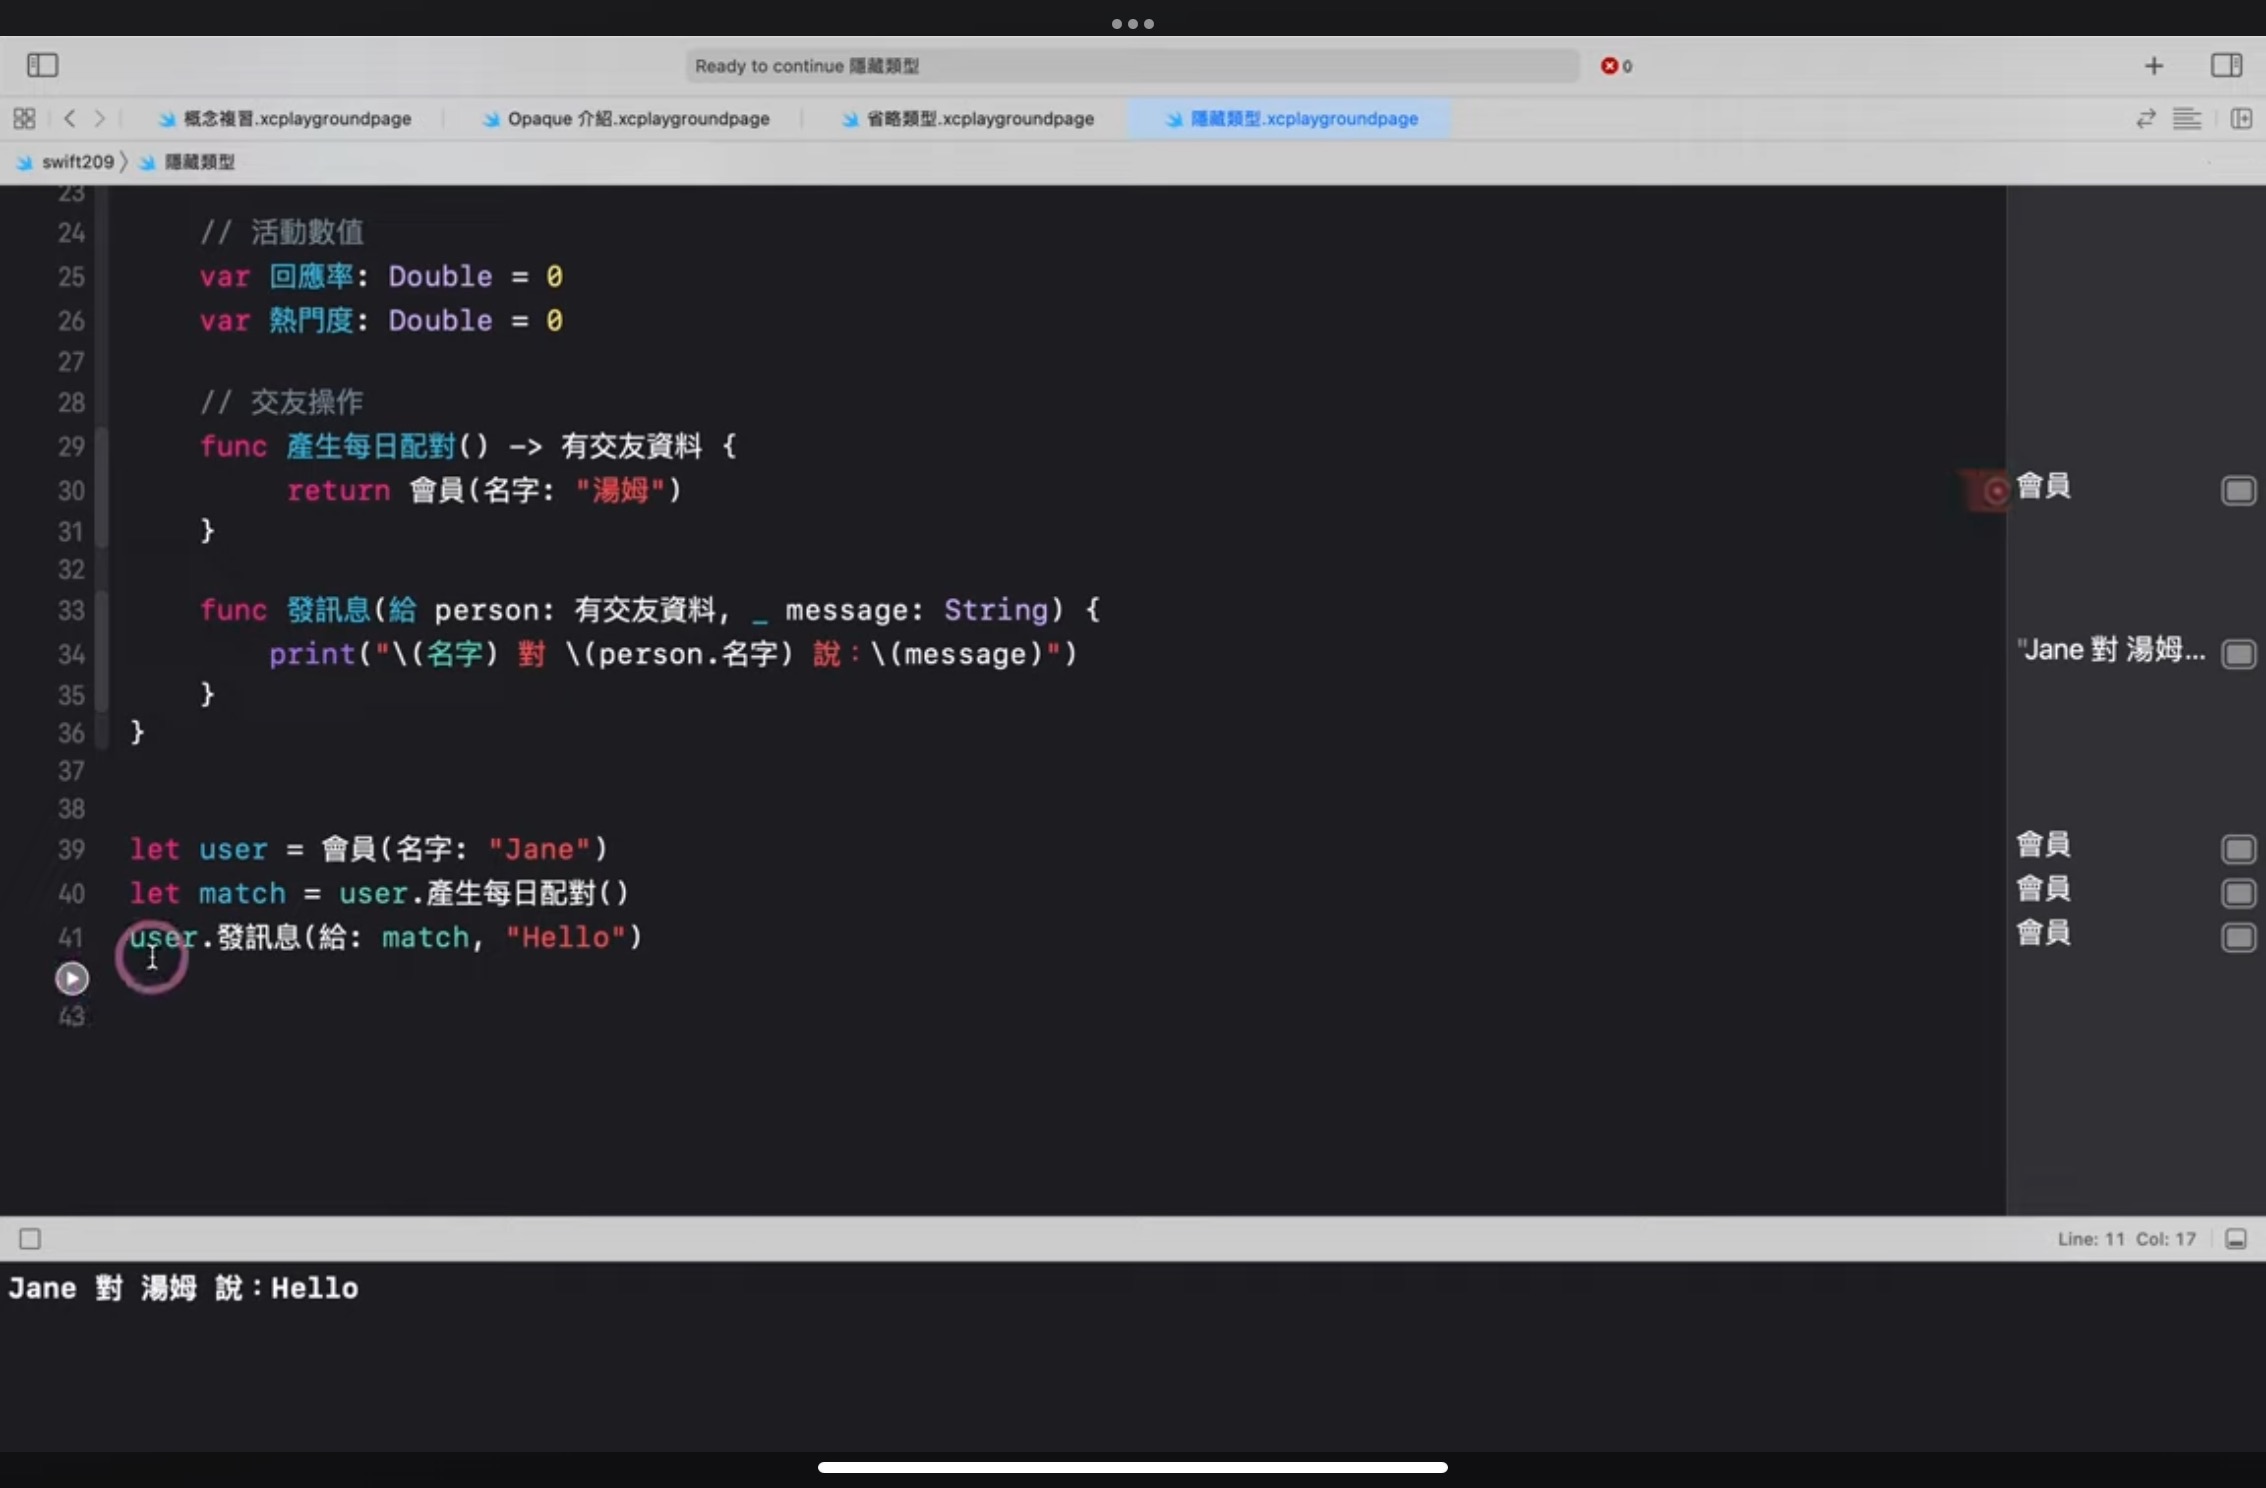 Ready to continue 隱藏類型
0
概念複習.xcplaygroundpage
Opaque 介紹.xcplaygroundpage
省略類型.xcplaygroundpage
隱藏類型.xcplaygroundpage
swift209 〉 隱藏類型
23
24 // 活動數值
25 var 回應率: Double = 0
26 var 熱門度: Double = 0
27
28 // 交友操作
29 func 產生每日配對() -> 有交友資料 {
30 return 會員(名字: "湯姆")
會員
31 }
32
33 func 發訊息(給 person: 有交友資料, _ message: String) {
34 print("\(名字) 對 \(person.名字) 說：\(message)")
"Jane 對 湯姆...
35 }
36 }
37
38
39 let user = 會員(名字: "Jane")
會員
40 let match = user.產生每日配對()
會員
41 user.發訊息(給: match, "Hello")
會員
43
Line: 11 Col: 17
Jane 對 湯姆 說：Hello